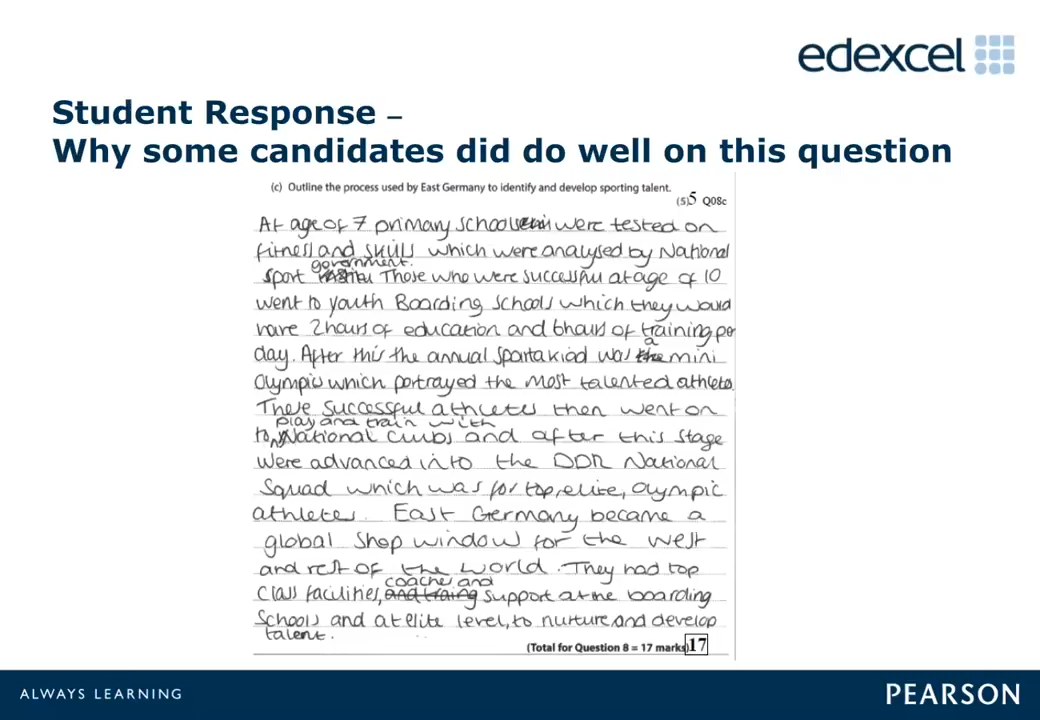 edexcel
Student Response –
Why some candidates did do well on this question
(c) Outline the process used by East Germany to identify and develop sporting talent.
(5) 5 Q08c
At age of 7 primary schools were tested on
fitness and skills which were analysed by National
government.
sport Those who were successful at age of 10
went to youth Boarding schools which they would
have 2 hours of education and 6 hours of training per
a
day. After this the annual Spartakiad was the mini
Olympic which portrayed the most talented athlete.
These successful athletes then went on
play and train with
to National clubs and after this stage
were advanced into the DDR National
Squad which was for top, elite, Olympic
athletes. East Germany became a
global shop window for the west
and rest of the world. They had top
coaches and
class facilities, and traing support at the boarding
schools and at elite level, to nurture and develop
talent.
(Total for Question 8 = 17 marks) 17
ALWAYS LEARNING
PEARSON